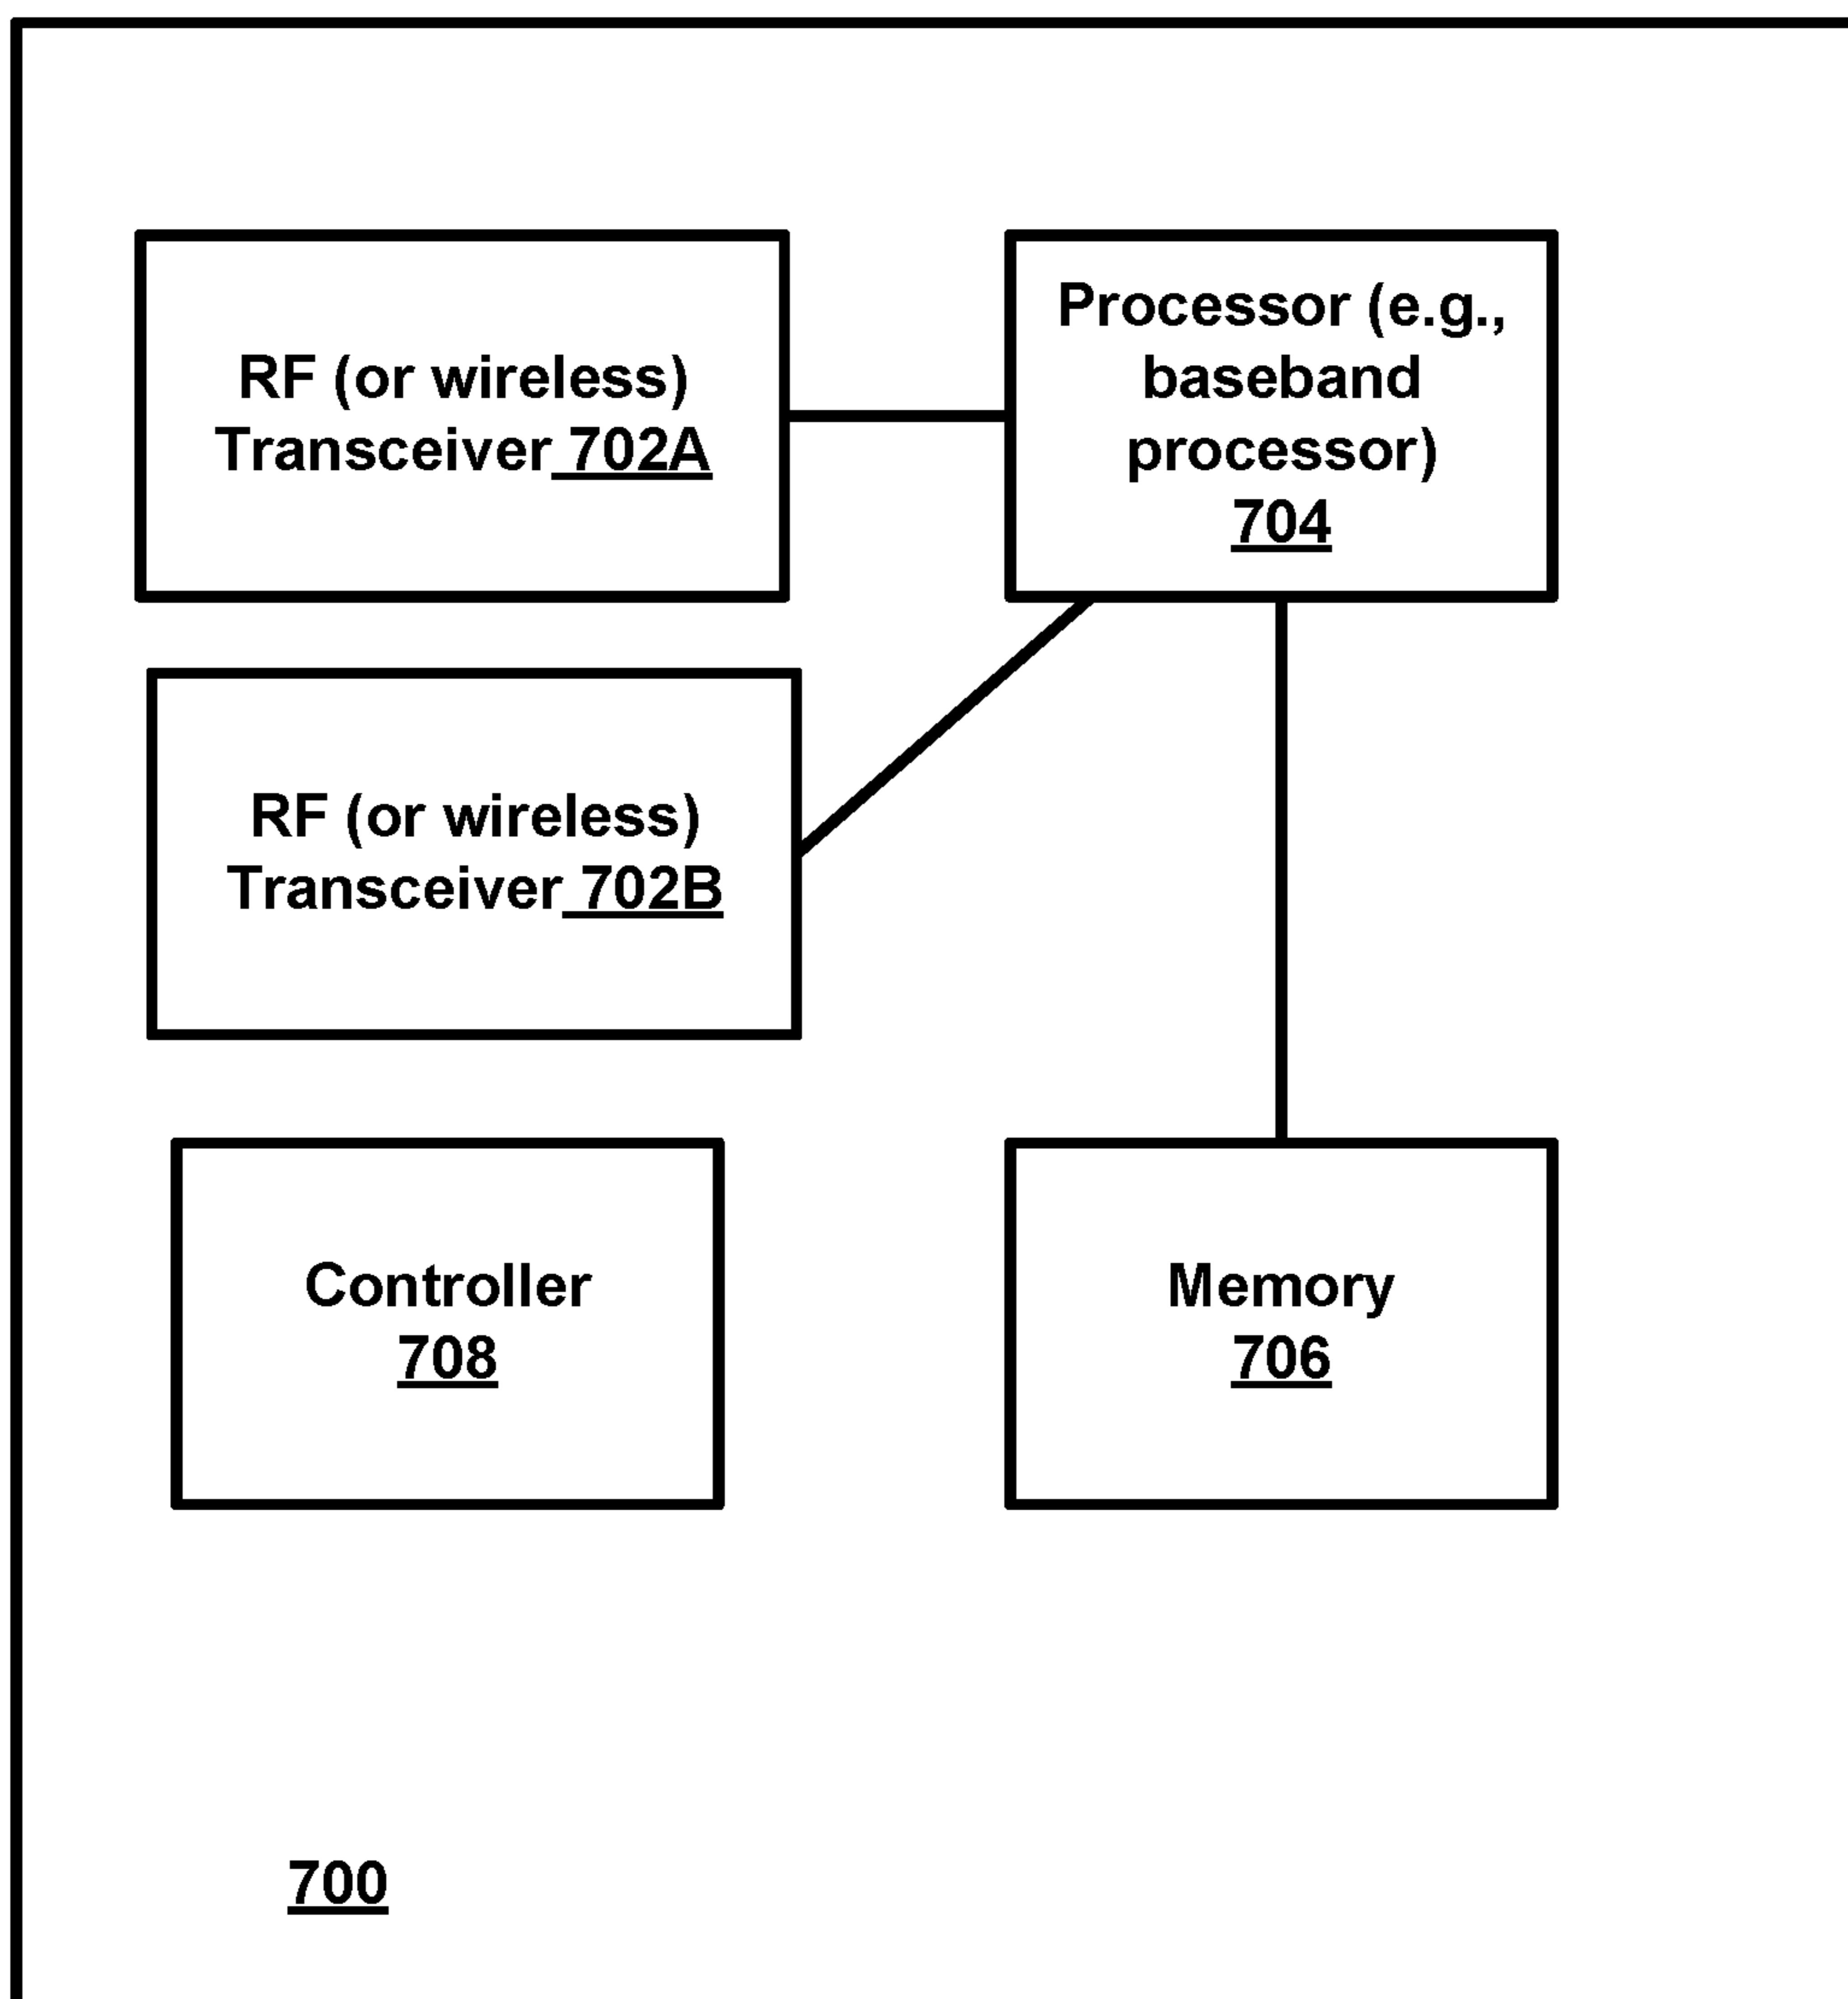 RF (or wireless)
Transceiver 702A
Processor (e.g.,
baseband
processor)
704
RF (or wireless)
Transceiver 702B
Controller
708
Memory
706
700